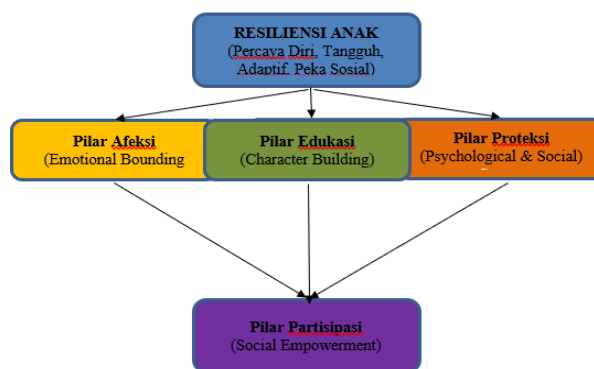 RESILIENSI ANAK
(Percaya Diri, Tangguh,
Adaptif, Peka Sosial)
Pilar Afeksi
(Emotional Bounding
Pilar Edukasi
(Character Building)
Pilar Proteksi
(Psychological & Social)
Pilar Partisipasi
(Social Empowerment)